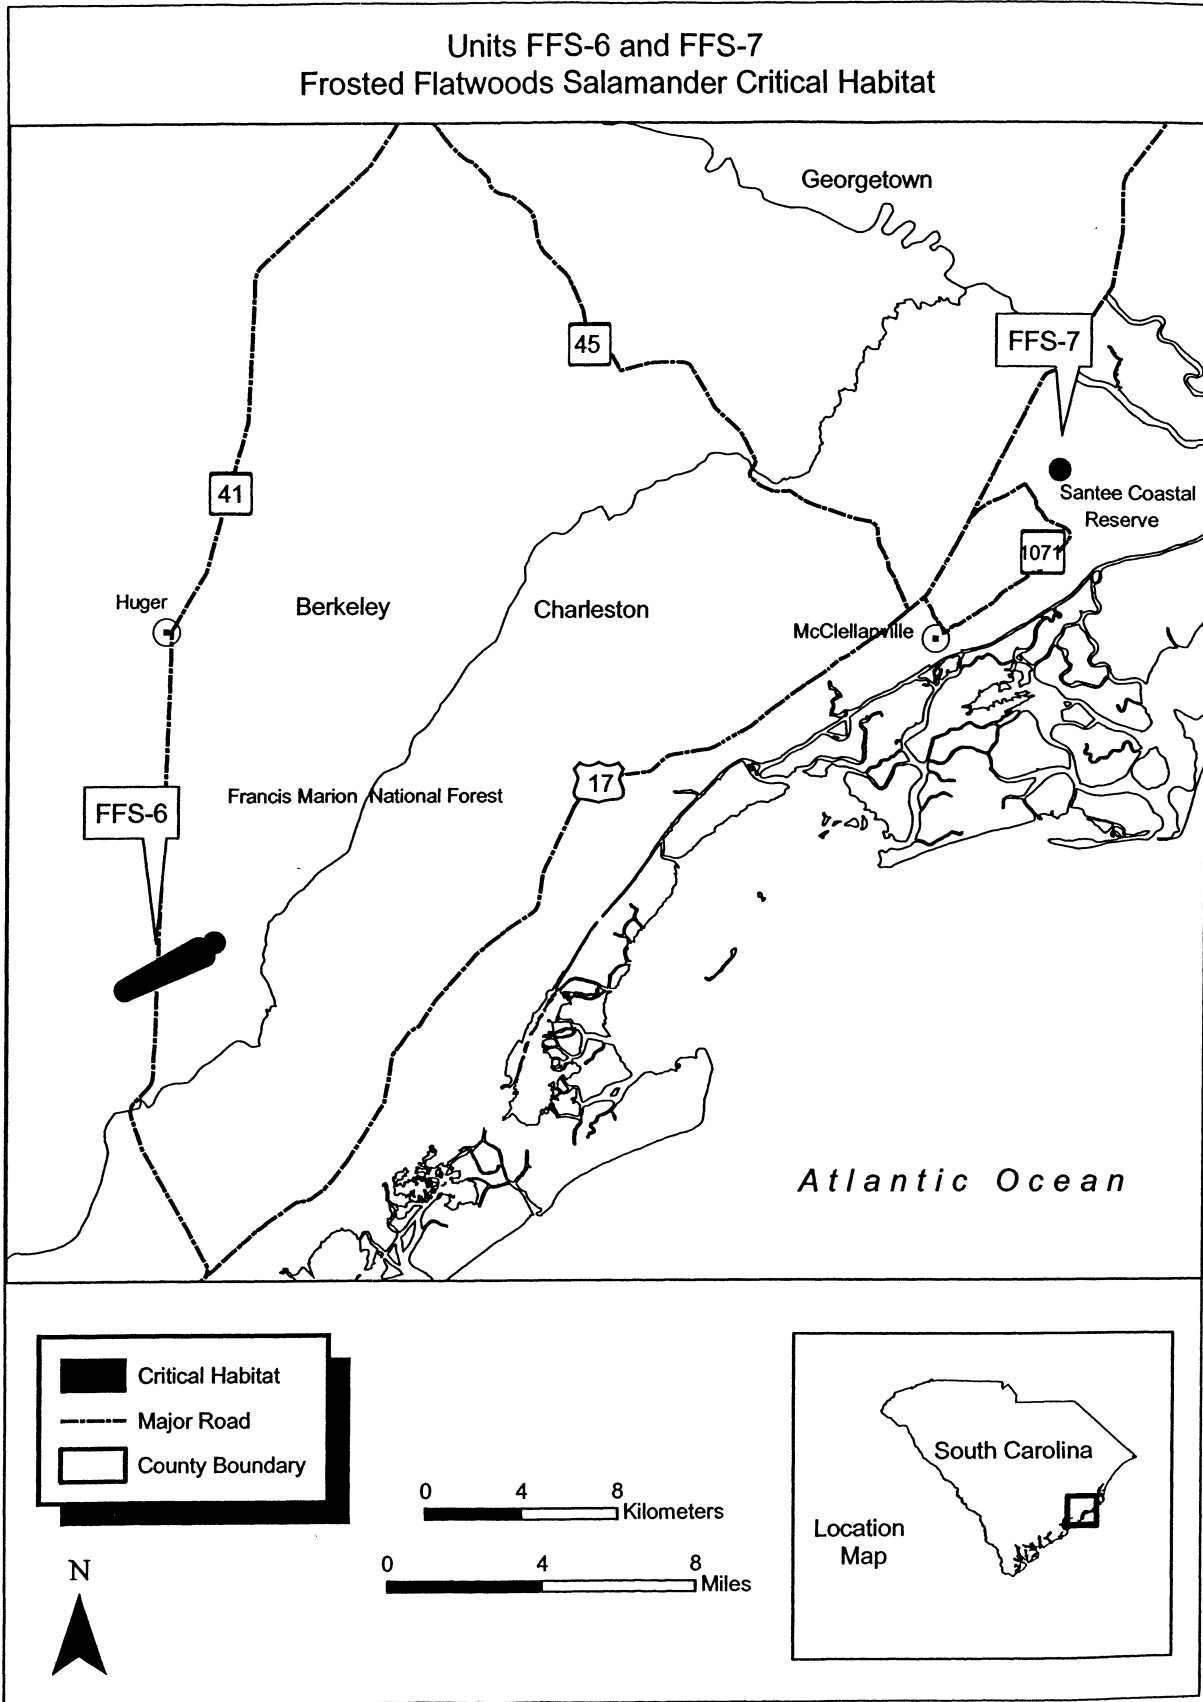 Units FFS-6 and FFS-7
Frosted Flatwoods Salamander Critical Habitat
Georgetown
FFS-7
45
41
Santee Coastal
Reserve
1071
Huger
Berkeley
Charleston
McClellanville
17
FFS-6
Francis Marion National Forest
Atlantic Ocean
Critical Habitat
Major Road
County Boundary
0 4 8
Kilometers
0 4 8
Miles
N
South Carolina
Location
Map